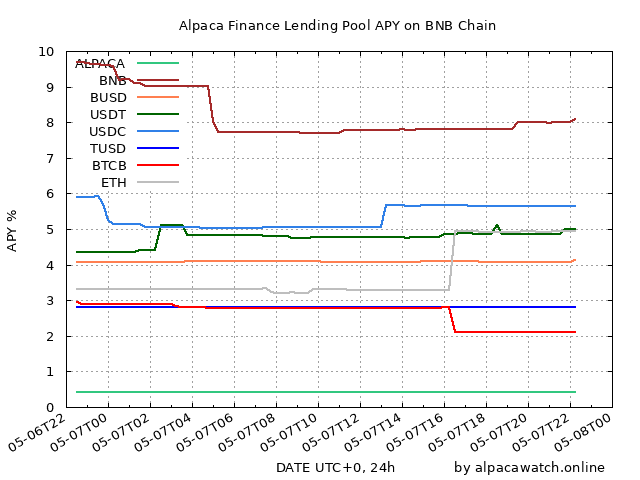 Alpaca Finance Lending Pool APY on BNB Chain
10
9
8
7
6
5
4
3
2
1
0
APY %
ALPACA
BNB
BUSD
USDT
USDC
TUSD
BTCB
ETH
05-06T22
05-07T00
05-07T02
05-07T04
05-07T06
05-07T08
05-07T10
05-07T12
05-07T14
05-07T16
05-07T18
05-07T20
05-07T22
05-08T00
DATE UTC+0, 24h
by alpacawatch.online